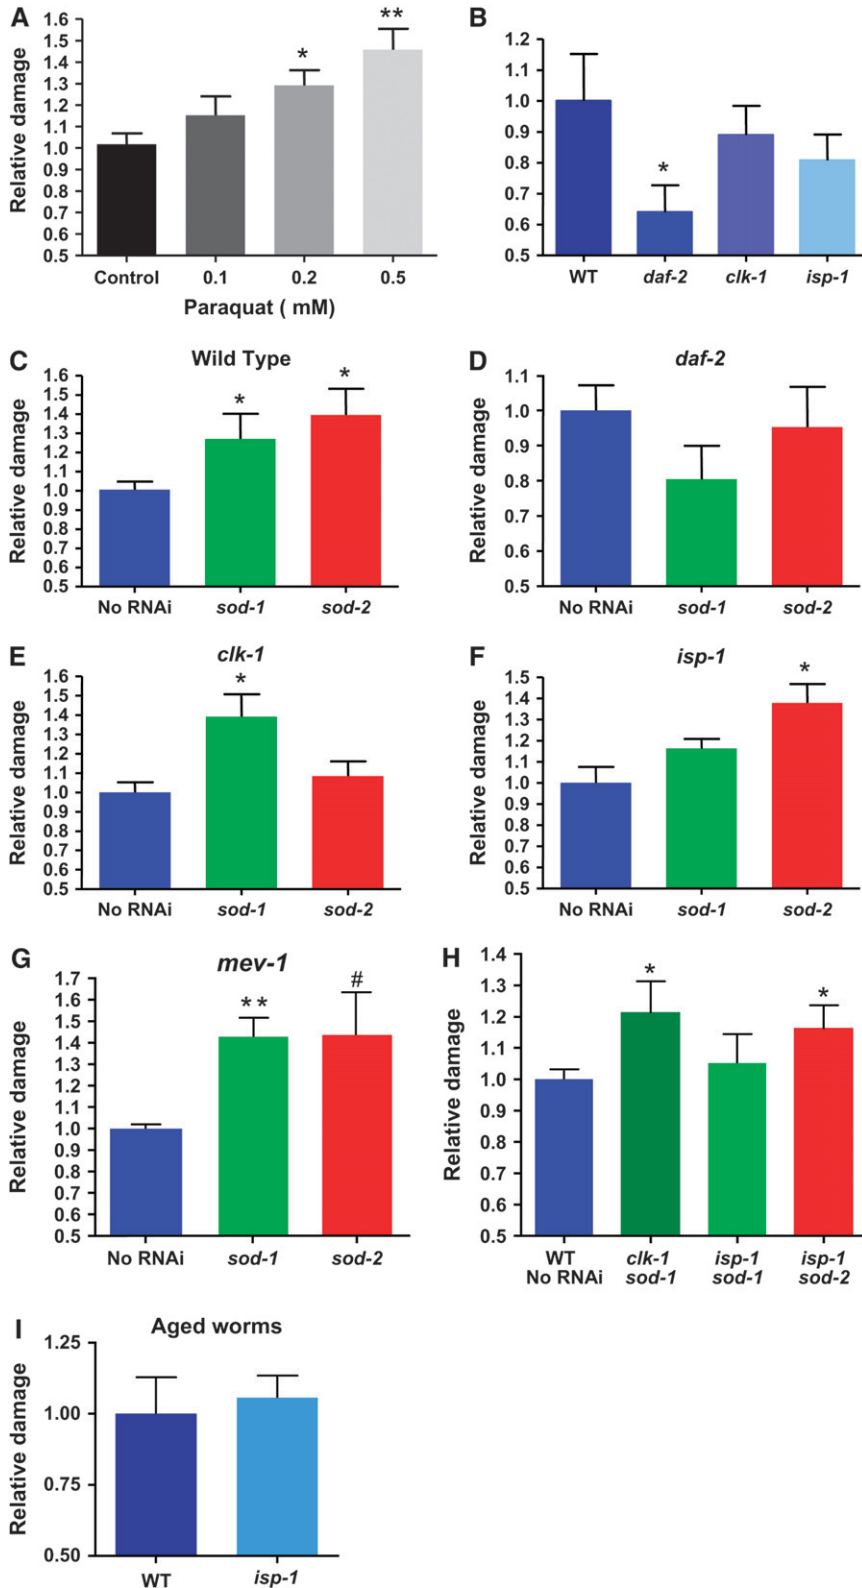 A
Relative damage
1.6
1.5
1.4
1.3
1.2
1.1
1.0
0.9
0.8
0.7
0.6
0.5
*
**
Control 0.1 0.2 0.5
Paraquat ( mM)
B
Relative damage
1.2
1.1
1.0
0.9
0.8
0.7
0.6
0.5
*
WT daf-2 clk-1 isp-1
C
Wild Type
Relative damage
1.6
1.5
1.4
1.3
1.2
1.1
1.0
0.9
0.8
0.7
0.6
0.5
*
*
No RNAi sod-1 sod-2
D
daf-2
Relative damage
1.1
1.0
0.9
0.8
0.7
0.6
0.5
No RNAi sod-1 sod-2
E
clk-1
Relative damage
1.6
1.5
1.4
1.3
1.2
1.1
1.0
0.9
0.8
0.7
0.6
0.5
*
No RNAi sod-1 sod-2
F
isp-1
Relative damage
1.5
1.4
1.3
1.2
1.1
1.0
0.9
0.8
0.7
0.6
0.5
*
No RNAi sod-1 sod-2
G
mev-1
Relative damage
1.7
1.6
1.5
1.4
1.3
1.2
1.1
1.0
0.9
0.8
0.7
0.6
0.5
**
#
No RNAi sod-1 sod-2
H
Relative damage
1.4
1.3
1.2
1.1
1.0
0.9
0.8
0.7
0.6
0.5
*
*
WT clk-1 isp-1 isp-1
No RNAi sod-1 sod-1 sod-2
I
Aged worms
Relative damage
1.25
1.00
0.75
0.50
WT isp-1